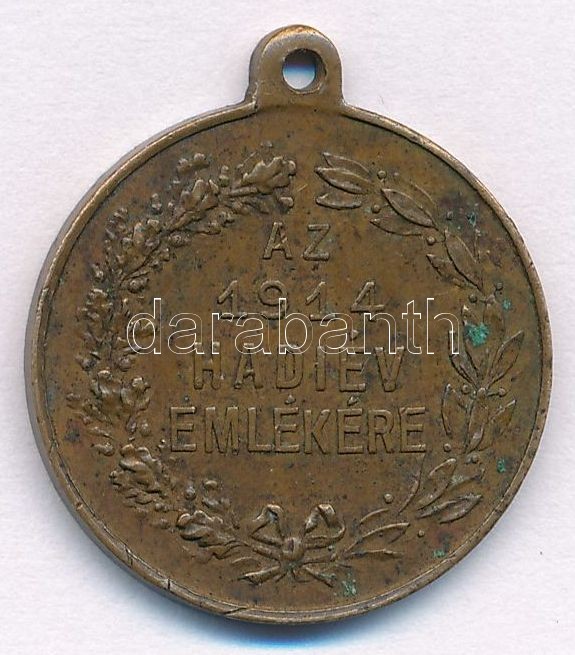 AZ
1914
darabanth
HADIÉV
EMLÉKÉRE